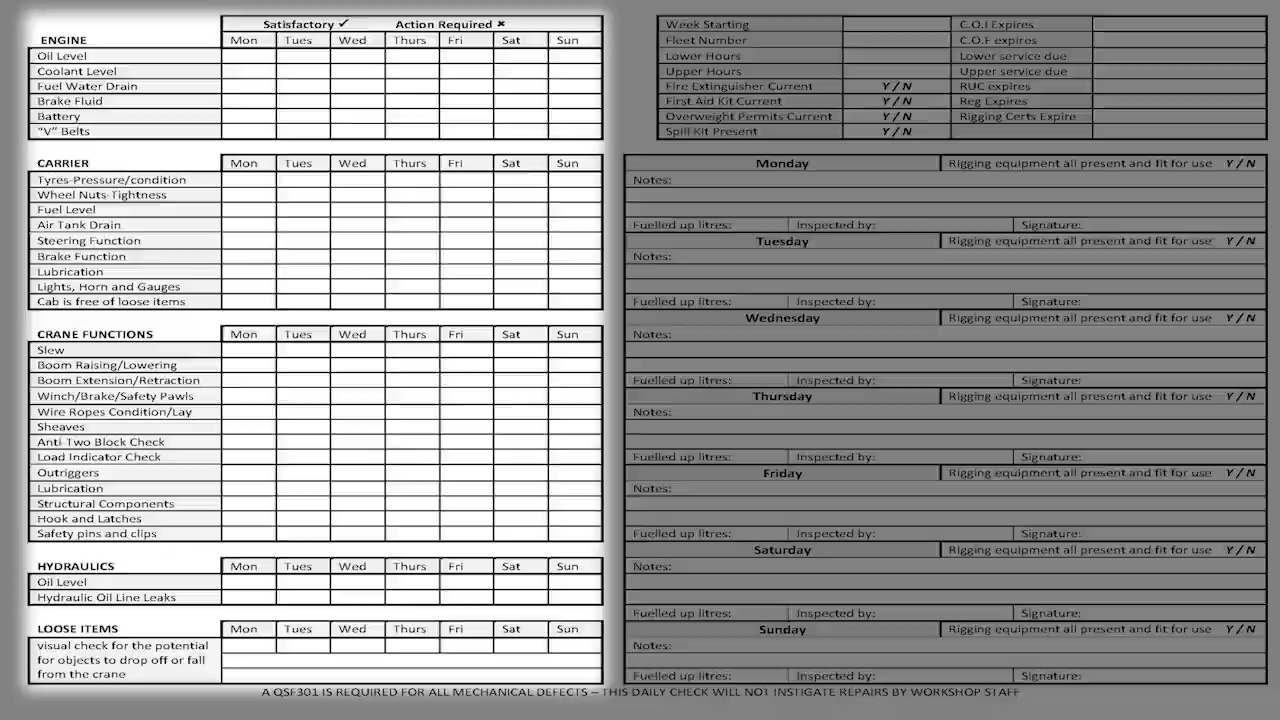 Satisfactory ✓ Action Required ✖
ENGINE Mon Tues Wed Thurs Fri Sat Sun
Oil Level
Coolant Level
Fuel Water Drain
Brake Fluid
Battery
“V” Belts
CARRIER Mon Tues Wed Thurs Fri Sat Sun
Tyres-Pressure/condition
Wheel Nuts-Tightness
Fuel Level
Air Tank Drain
Steering Function
Brake Function
Lubrication
Lights, Horn and Gauges
Cab is free of loose items
CRANE FUNCTIONS Mon Tues Wed Thurs Fri Sat Sun
Slew
Boom Raising/Lowering
Boom Extension/Retraction
Winch/Brake/Safety Pawls
Wire Ropes Condition/Lay
Sheaves
Anti-Two Block Check
Load Indicator Check
Outriggers
Lubrication
Structural Components
Hook and Latches
Safety pins and clips
HYDRAULICS Mon Tues Wed Thurs Fri Sat Sun
Oil Level
Hydraulic Oil Line Leaks
LOOSE ITEMS Mon Tues Wed Thurs Fri Sat Sun
visual check for the potential
for objects to drop off or fall
from the crane
Week Starting C.O.I Expires
Fleet Number C.O.F expires
Lower Hours Lower service due
Upper Hours Upper service due
Fire Extinguisher Current Y / N RUC expires
First Aid Kit Current Y / N Reg Expires
Overweight Permits Current Y / N Rigging Certs Expire
Spill Kit Present Y / N
Monday Rigging equipment all present and fit for use Y / N
Notes:
Fuelled up litres: Inspected by: Signature:
Tuesday Rigging equipment all present and fit for use Y / N
Notes:
Fuelled up litres: Inspected by: Signature:
Wednesday Rigging equipment all present and fit for use Y / N
Notes:
Fuelled up litres: Inspected by: Signature:
Thursday Rigging equipment all present and fit for use Y / N
Notes:
Fuelled up litres: Inspected by: Signature:
Friday Rigging equipment all present and fit for use Y / N
Notes:
Fuelled up litres: Inspected by: Signature:
Saturday Rigging equipment all present and fit for use Y / N
Notes:
Fuelled up litres: Inspected by: Signature:
Sunday Rigging equipment all present and fit for use Y / N
Notes:
Fuelled up litres: Inspected by: Signature:
A QSF301 IS REQUIRED FOR ALL MECHANICAL DEFECTS – THIS DAILY CHECK WILL NOT INSTIGATE REPAIRS BY WORKSHOP STAFF